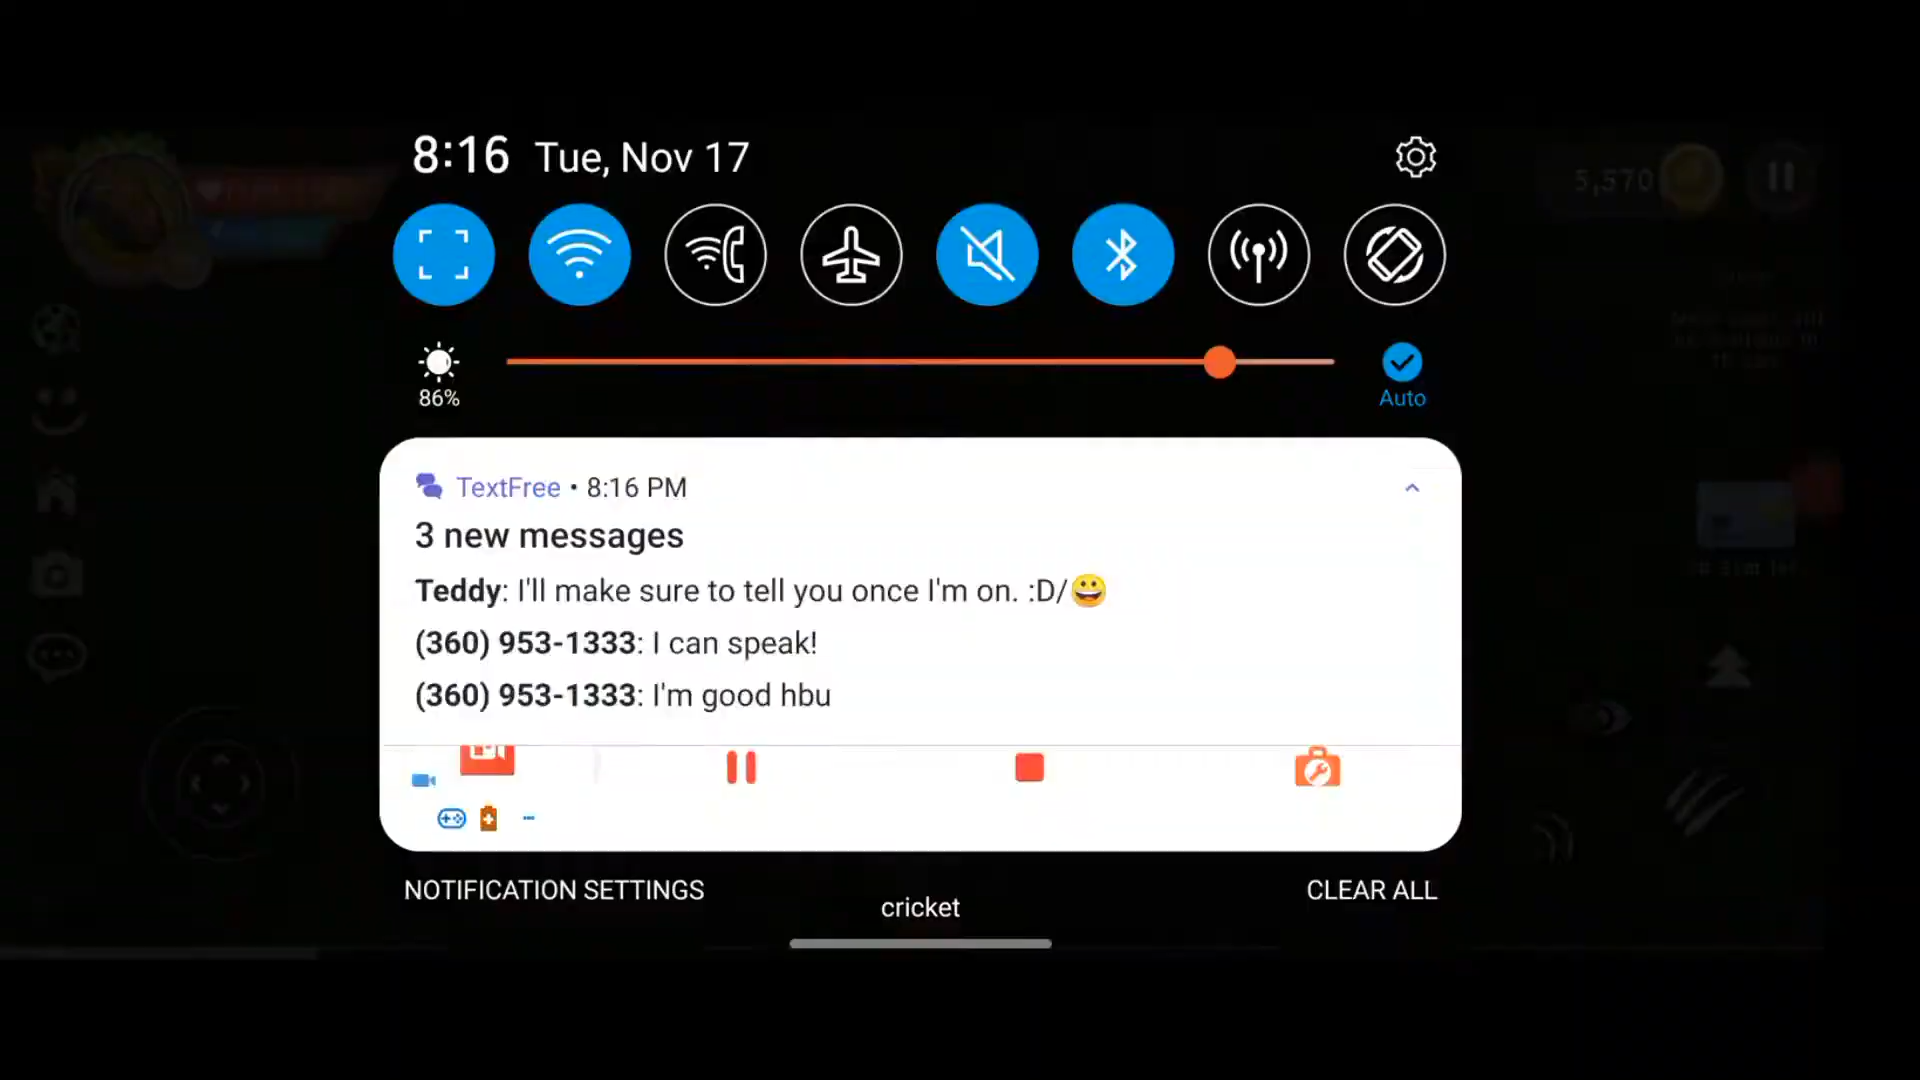 8:16 Tue, Nov 17
5,570
86%
Auto
TextFree • 8:16 PM
3 new messages
Teddy: I'll make sure to tell you once I'm on. :D/😀
(360) 953-1333: I can speak!
(360) 953-1333: I'm good hbu
NOTIFICATION SETTINGS
CLEAR ALL
cricket